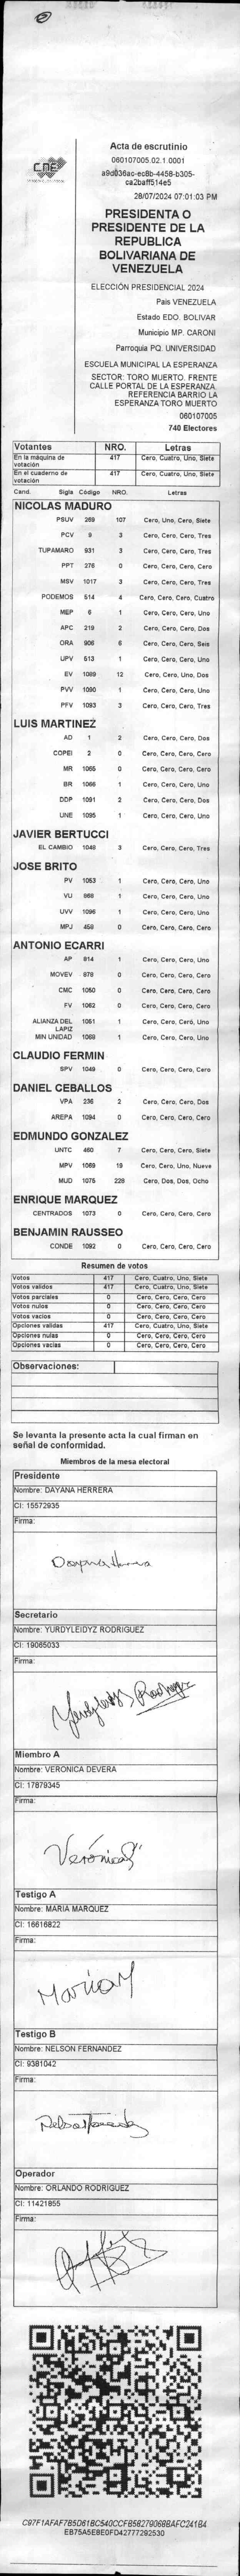 CNE
Acta de escrutinio
060107005.02.1.0001
a9d036ac-ec8b-4458-b305-
ca2baff514e5
28/07/2024 07:01:03 PM
PRESIDENTA O
PRESIDENTE DE LA
REPUBLICA
BOLIVARIANA DE
VENEZUELA
ELECCIÓN PRESIDENCIAL 2024
Pais VENEZUELA
Estado EDO. BOLIVAR
Municipio MP. CARONI
Parroquia PQ. UNIVERSIDAD
ESCUELA MUNICIPAL LA ESPERANZA
SECTOR: TORO MUERTO. FRENTE
CALLE PORTAL DE LA ESPERANZA.
REFERENCIA BARRIO LA
ESPERANZA TORO MUERTO
060107005
740 Electores
Votantes NRO. Letras
En la máquina de votación 417 Cero, Cuatro, Uno, Siete
En el cuaderno de votación 417 Cero, Cuatro, Uno, Siete
Cand. Sigla Código NRO. Letras
NICOLAS MADURO
PSUV 269 107 Cero, Uno, Cero, Siete
PCV 9 3 Cero, Cero, Cero, Tres
TUPAMARO 931 3 Cero, Cero, Cero, Tres
PPT 276 0 Cero, Cero, Cero, Cero
MSV 1017 3 Cero, Cero, Cero, Tres
PODEMOS 514 4 Cero, Cero, Cero, Cuatro
MEP 6 1 Cero, Cero, Cero, Uno
APC 219 2 Cero, Cero, Cero, Dos
ORA 906 6 Cero, Cero, Cero, Seis
UPV 513 1 Cero, Cero, Cero, Uno
EV 1089 12 Cero, Cero, Uno, Dos
PVV 1090 1 Cero, Cero, Cero, Uno
PFV 1093 3 Cero, Cero, Cero, Tres
LUIS MARTINEZ
AD 1 2 Cero, Cero, Cero, Dos
COPEI 2 0 Cero, Cero, Cero, Cero
MR 1065 0 Cero, Cero, Cero, Cero
BR 1066 1 Cero, Cero, Cero, Uno
DDP 1091 2 Cero, Cero, Cero, Dos
UNE 1095 1 Cero, Cero, Cero, Uno
JAVIER BERTUCCI
EL CAMBIO 1048 3 Cero, Cero, Cero, Tres
JOSE BRITO
PV 1053 1 Cero, Cero, Cero, Uno
VU 868 1 Cero, Cero, Cero, Uno
UVV 1096 1 Cero, Cero, Cero, Uno
MPJ 458 0 Cero, Cero, Cero, Cero
ANTONIO ECARRI
AP 814 1 Cero, Cero, Cero, Uno
MOVEV 878 0 Cero, Cero, Cero, Cero
CMC 1050 0 Cero, Cero, Cero, Cero
FV 1062 0 Cero, Cero, Cero, Cero
ALIANZA DEL LAPIZ 1051 1 Cero, Cero, Cero, Uno
MIN UNIDAD 1068 1 Cero, Cero, Cero, Uno
CLAUDIO FERMIN
SPV 1049 0 Cero, Cero, Cero, Cero
DANIEL CEBALLOS
VPA 236 2 Cero, Cero, Cero, Dos
AREPA 1094 0 Cero, Cero, Cero, Cero
EDMUNDO GONZALEZ
UNTC 460 7 Cero, Cero, Cero, Siete
MPV 1069 19 Cero, Cero, Uno, Nueve
MUD 1075 228 Cero, Dos, Dos, Ocho
ENRIQUE MARQUEZ
CENTRADOS 1073 0 Cero, Cero, Cero, Cero
BENJAMIN RAUSSEO
CONDE 1092 0 Cero, Cero, Cero, Cero
Resumen de votos
Votos 417 Cero, Cuatro, Uno, Siete
Votos validos 417 Cero, Cuatro, Uno, Siete
Votos parciales 0 Cero, Cero, Cero, Cero
Votos nulos 0 Cero, Cero, Cero, Cero
Votos vacios 0 Cero, Cero, Cero, Cero
Opciones validas 417 Cero, Cuatro, Uno, Siete
Opciones nulas 0 Cero, Cero, Cero, Cero
Opciones vacias 0 Cero, Cero, Cero, Cero
Observaciones:
Se levanta la presente acta la cual firman en
señal de conformidad.
Miembros de la mesa electoral
Presidente
Nombre: DAYANA HERRERA
CI: 15572935
Firma:
Dayana Herrera
Secretario
Nombre: YURDYLEIDYZ RODRIGUEZ
CI: 19065033
Firma:
Yurdyleidyz Rodriguez
Miembro A
Nombre: VERONICA DEVERA
CI: 17879345
Firma:
Verónica
Testigo A
Nombre: MARIA MARQUEZ
CI: 16616822
Firma:
Maria M
Testigo B
Nombre: NELSON FERNANDEZ
CI: 9381042
Firma:
Nelson Fernandez
Operador
Nombre: ORLANDO RODRIGUEZ
CI: 11421855
Firma:
C97F1AFAF7B5D61BC540CCFB58279068BAFC241B4
EB75A5E8E0FD42777292530